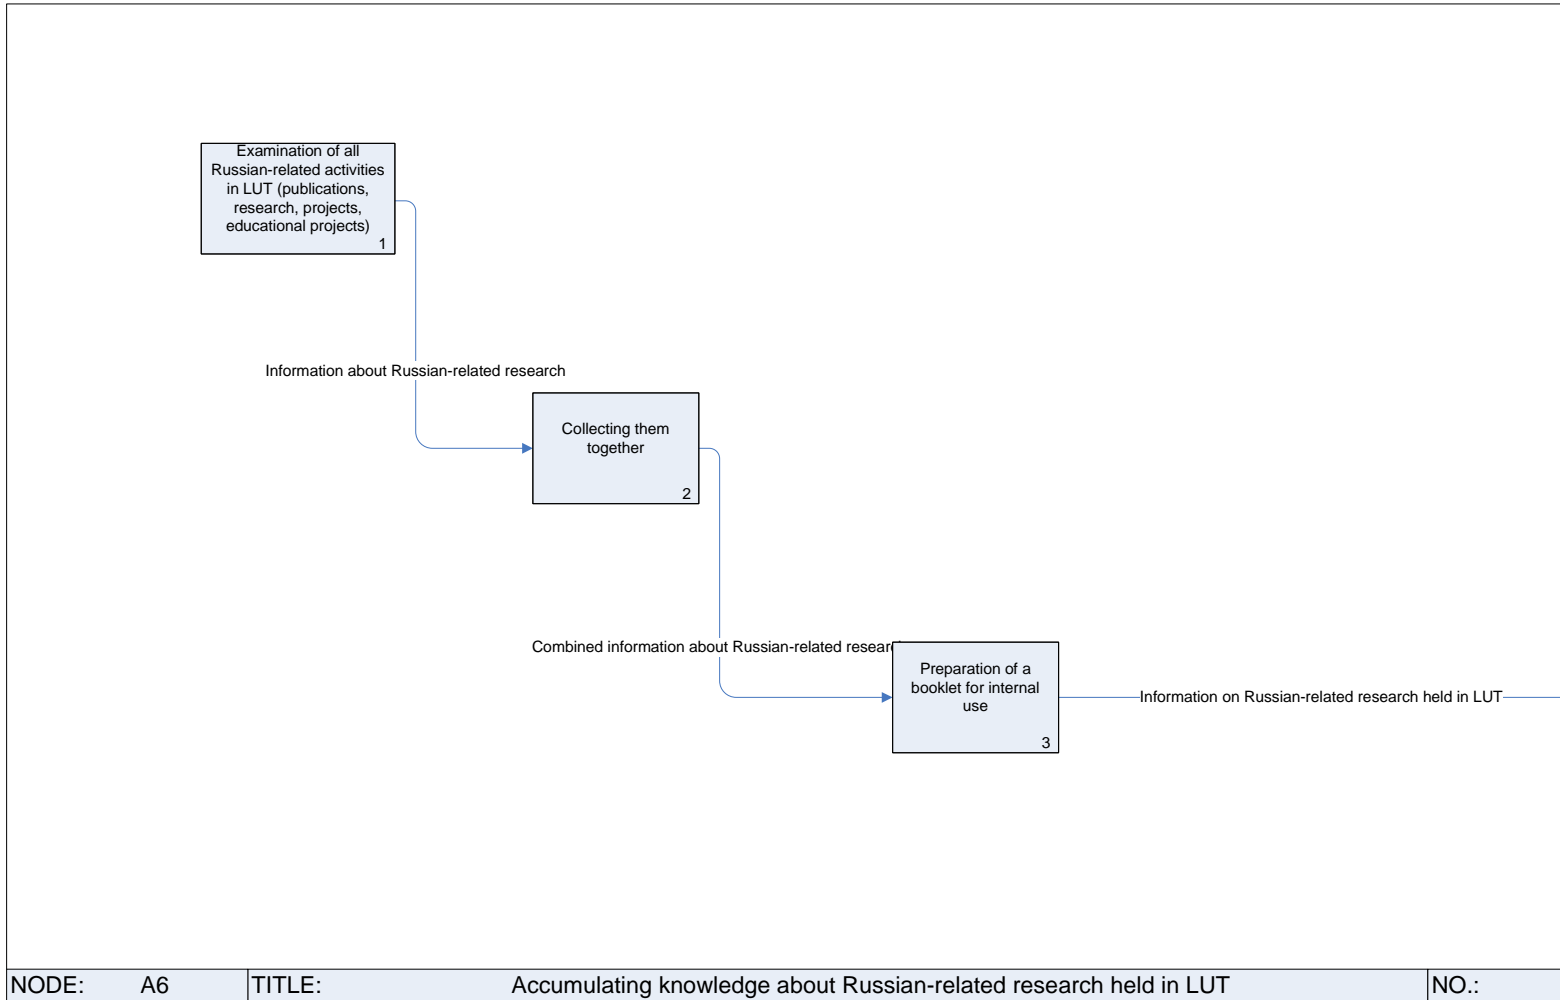 Examination of all
Russian-related activities
in LUT (publications,
research, projects,
educational projects)
1
Information about Russian-related research
Collecting them
together
2
Combined information about Russian-related resear
Preparation of a
booklet for internal
use
3
Information on Russian-related research held in LUT
NODE: A6 TITLE: Accumulating knowledge about Russian-related research held in LUT NO.: